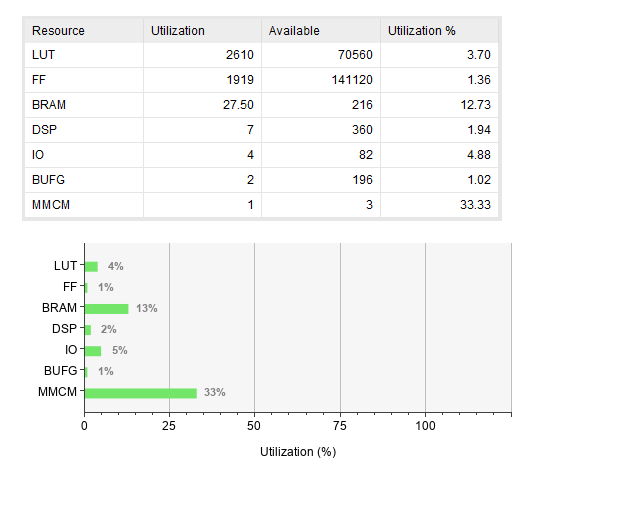 Resource Utilization Available Utilization %
LUT 2610 70560 3.70
FF 1919 141120 1.36
BRAM 27.50 216 12.73
DSP 7 360 1.94
IO 4 82 4.88
BUFG 2 196 1.02
MMCM 1 3 33.33
LUT 4%
FF 1%
BRAM 13%
DSP 2%
IO 5%
BUFG 1%
MMCM 33%
0 25 50 75 100
Utilization (%)